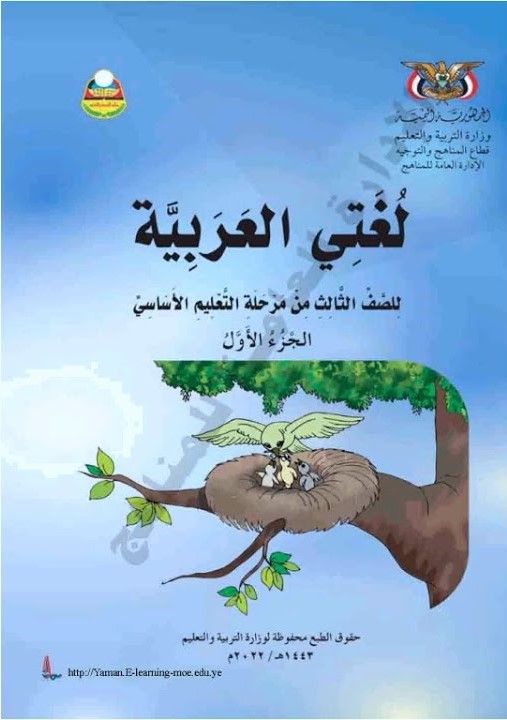 الجمهورية اليمنية
وزارة التربية والتعليم
قطاع المناهج والتوجيه
الإدارة العامة للمناهج
لُغَتِي العَرَبِيَّة
لِلصَّفِّ الثَّالِثِ مِنْ مَرْحَلَةِ التَّعْلِيمِ الأَسَاسِيِّ
الجُزْءُ الأَوَّلُ
حقوق الطبع محفوظة لوزارة التربية والتعليم
١٤٤٣هـ/ ٢٠٢٢م
http://Yaman.E-learning-moe.edu.ye